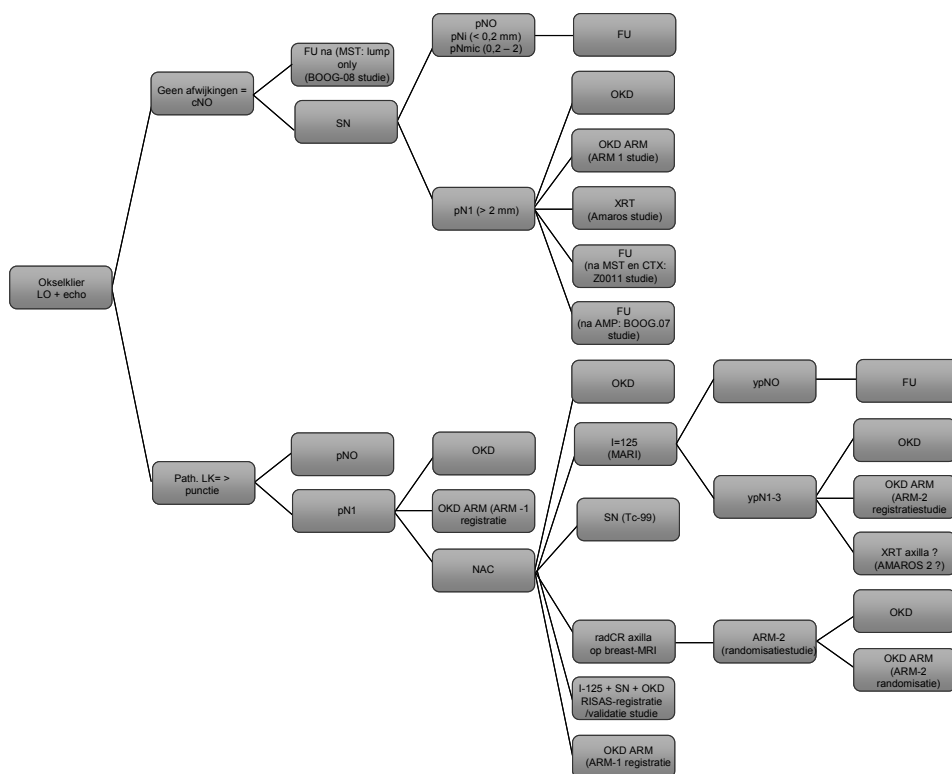 Okselklier
LO + echo
Geen afwijkingen =
cNO
FU na (MST: lump
only
(BOOG-08 studie)
SN
pNO
pNi (< 0,2 mm)
pNmic (0,2 – 2)
FU
pN1 (> 2 mm)
OKD
OKD ARM
(ARM 1 studie)
XRT
(Amaros studie)
FU
(na MST en CTX:
Z0011 studie)
FU
(na AMP: BOOG.07
studie)
Path. LK= >
punctie
pNO
pN1
OKD
OKD ARM (ARM -1
registratie
NAC
OKD
I=125
(MARI)
ypNO
FU
ypN1-3
OKD
OKD ARM
(ARM-2
registratiestudie
XRT axilla ?
(AMAROS 2 ?)
SN (Tc-99)
radCR axilla
op breast-MRI
ARM-2
(randomisatiestudie)
OKD
OKD ARM
(ARM-2
randomisatie)
I-125 + SN + OKD
RISAS-registratie
/validatie studie
OKD ARM
(ARM-1 registratie